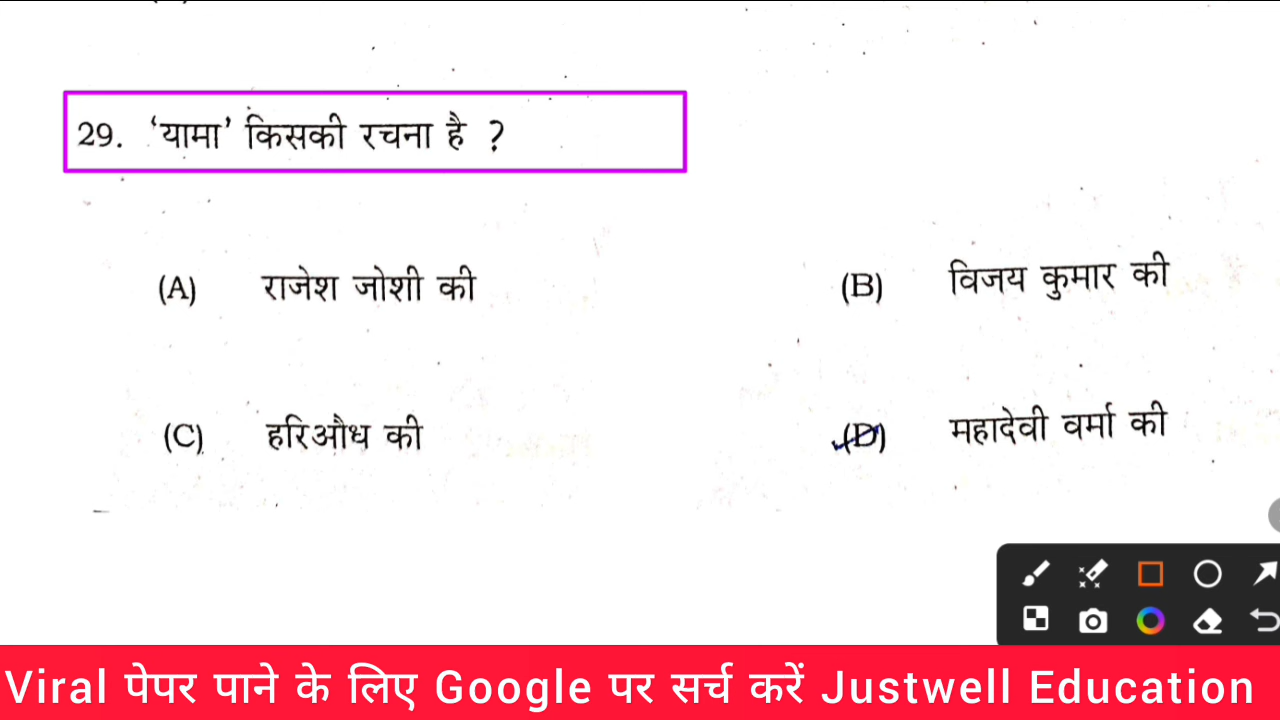 29. ‘यामा’ किसकी रचना है ?
(A) राजेश जोशी की
(B) विजय कुमार की
(C) हरिऔध की
(D) महादेवी वर्मा की
Viral पेपर पाने के लिए Google पर सर्च करें Justwell Education